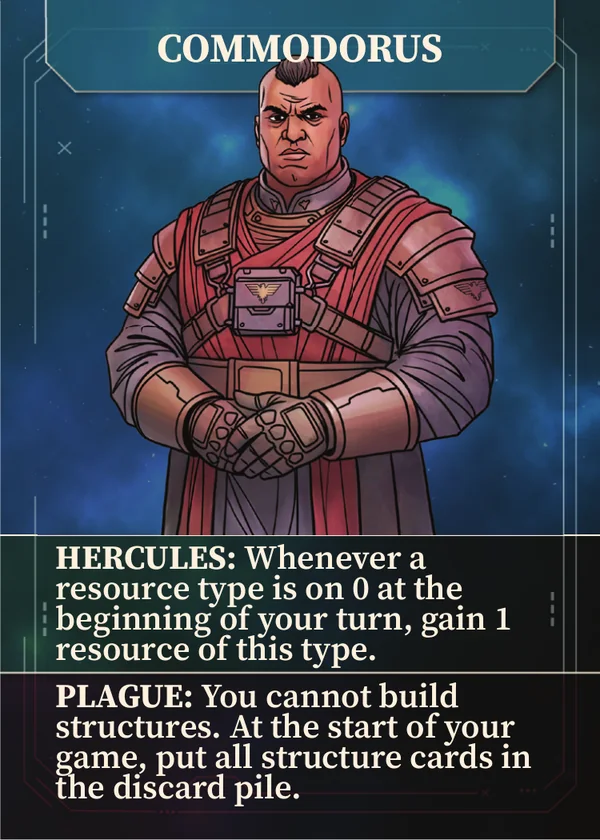 COMMODORUS
HERCULES: Whenever a
resource type is on 0 at the
beginning of your turn, gain 1
resource of this type.
PLAGUE: You cannot build
structures. At the start of your
game, put all structure cards in
the discard pile.